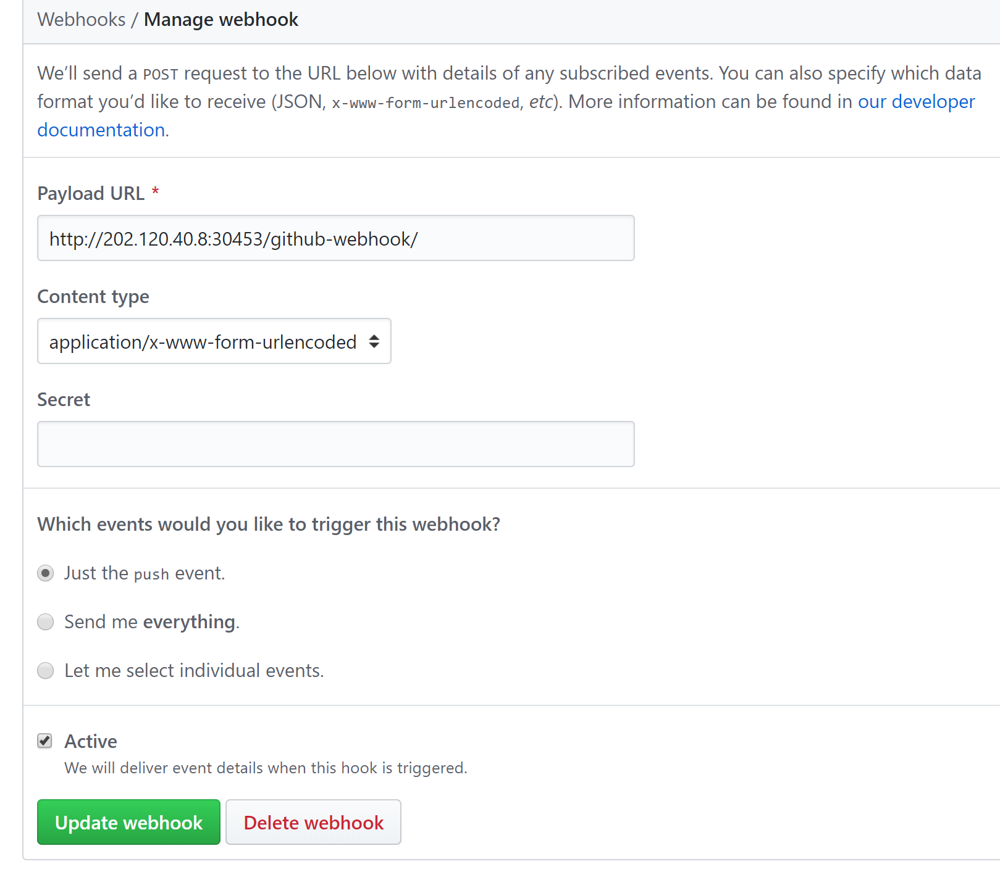 Webhooks / Manage webhook
We’ll send a POST request to the URL below with details of any subscribed events. You can also specify which data
format you’d like to receive (JSON, x-www-form-urlencoded, etc). More information can be found in our developer
documentation.
Payload URL *
http://202.120.40.8:30453/github-webhook/
Content type
application/x-www-form-urlencoded
Secret
Which events would you like to trigger this webhook?
Just the push event.
Send me everything.
Let me select individual events.
Active
We will deliver event details when this hook is triggered.
Update webhook Delete webhook